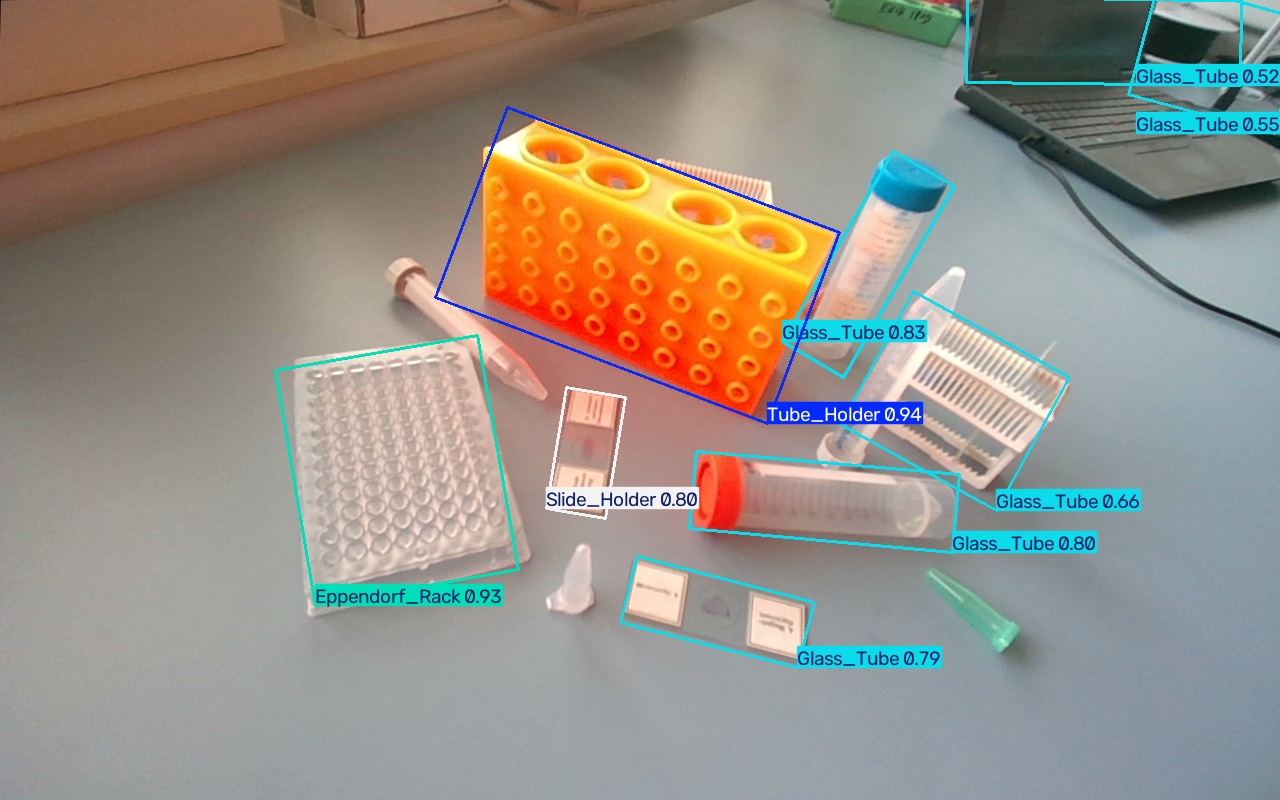 Glass_Tube 0.52
Glass_Tube 0.55
Glass_Tube 0.83
Tube_Holder 0.94
Slide_Holder 0.80
Glass_Tube 0.66
Glass_Tube 0.80
Eppendorf_Rack 0.93
Glass_Tube 0.79